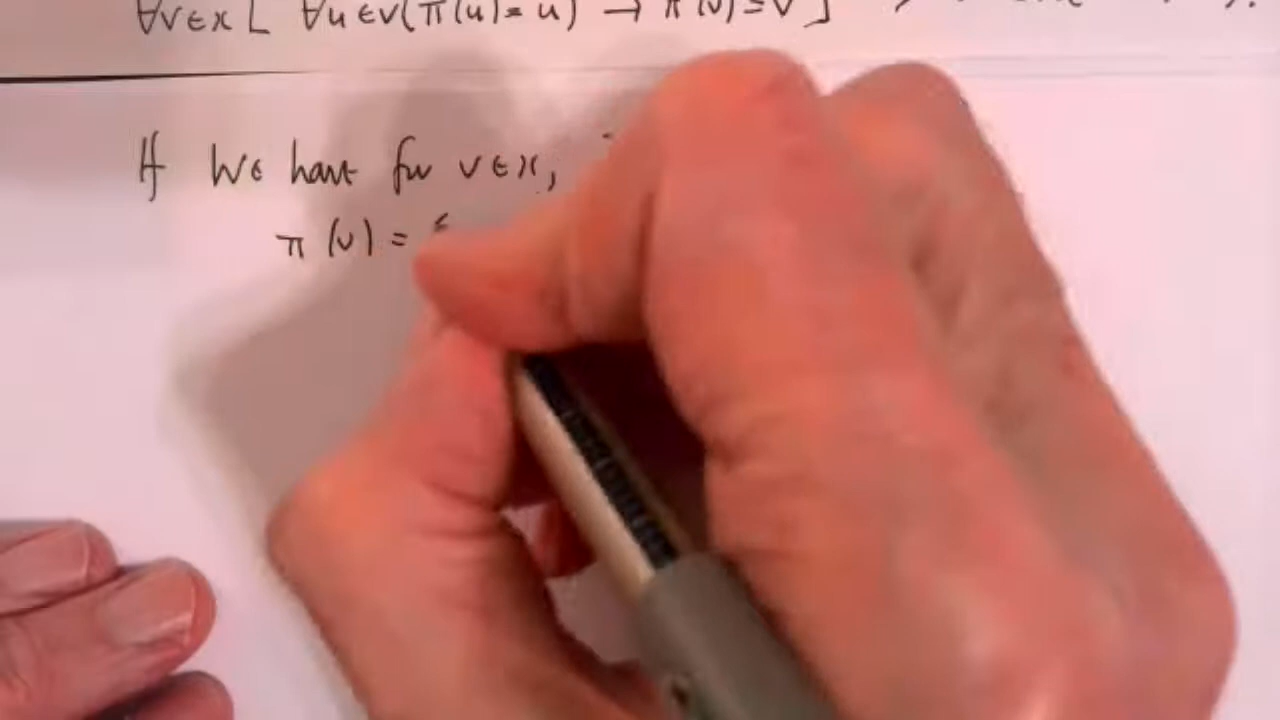 ∀v∈x [ ∀u∈v(π(u)=u) → π(v)=v ]
If we have for v∈x,
π(v) = {